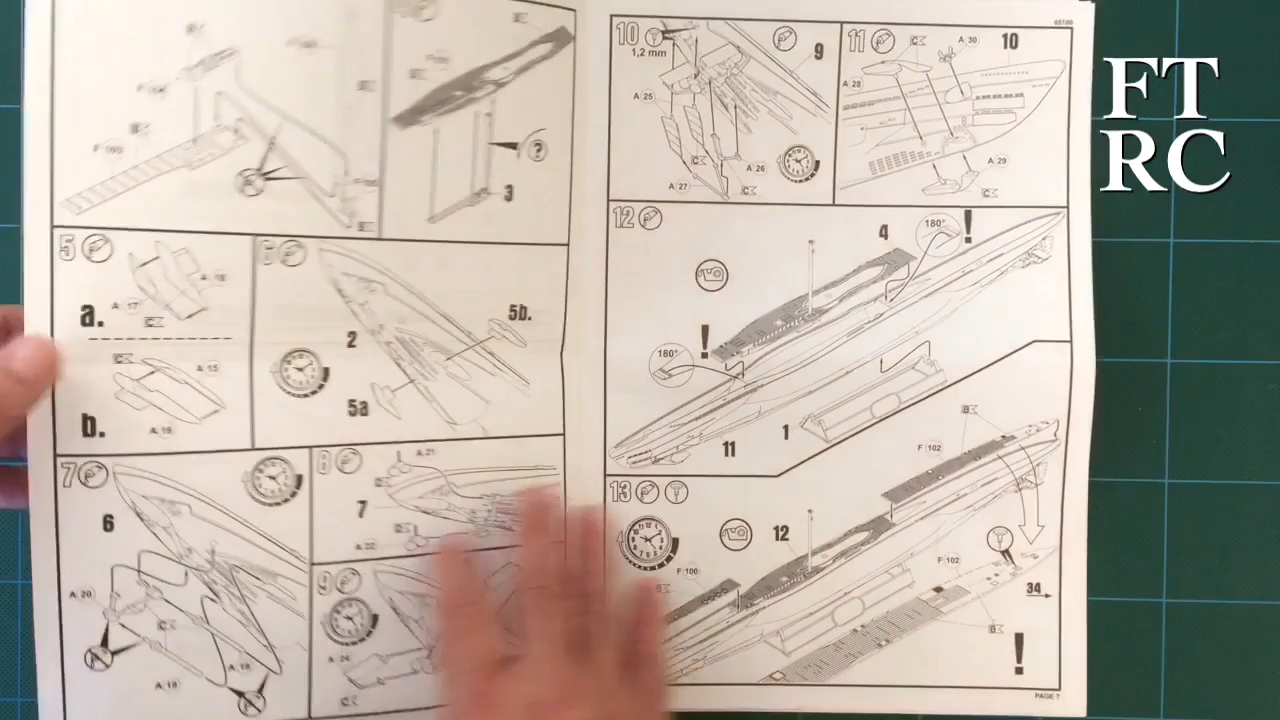 3
5
a.
A 17
C
b.
C
A 15
A 16
6
2
5a
5b.
7
6
A 20
C
A 19
A 18
8
A 21
7
A 22
9
A 24
C
65100
10
1,2 mm
9
A 25
C
A 26
A 27
C
11
C
A 30
10
A 28
A 29
C
12
4
180°
!
!
180°
1
11
B
F 102
13
12
F 100
F 102
34
B
!
PAGE 7
FT
RC